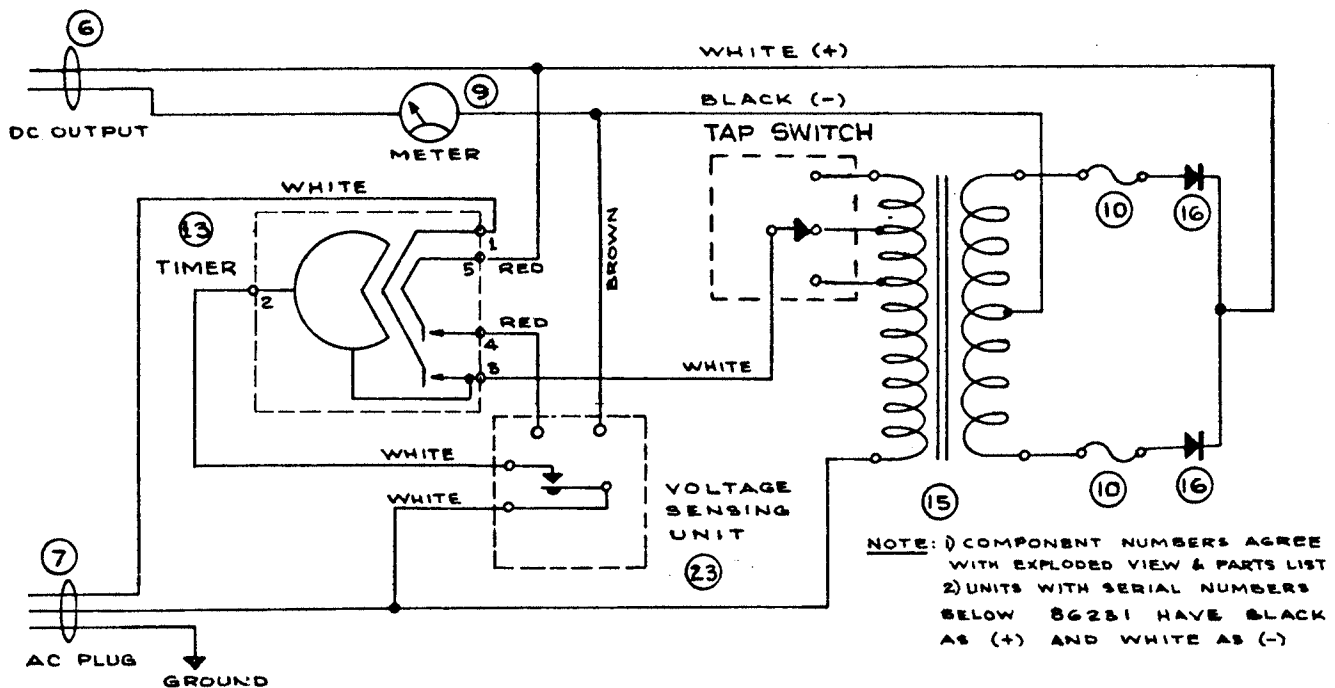 6
WHITE (+)
9
BLACK (-)
DC OUTPUT
TAP SWITCH
METER
WHITE
13
10
16
1
TIMER
5 RED
BROWN
2
RED
4
3
WHITE
WHITE
WHITE
VOLTAGE
SENSING
UNIT
15
10
16
7
23
NOTE: 1) COMPONENT NUMBERS AGREE
WITH EXPLODED VIEW & PARTS LIST
2) UNITS WITH SERIAL NUMBERS
BELOW 86281 HAVE BLACK
AS (+) AND WHITE AS (-)
AC PLUG
GROUND